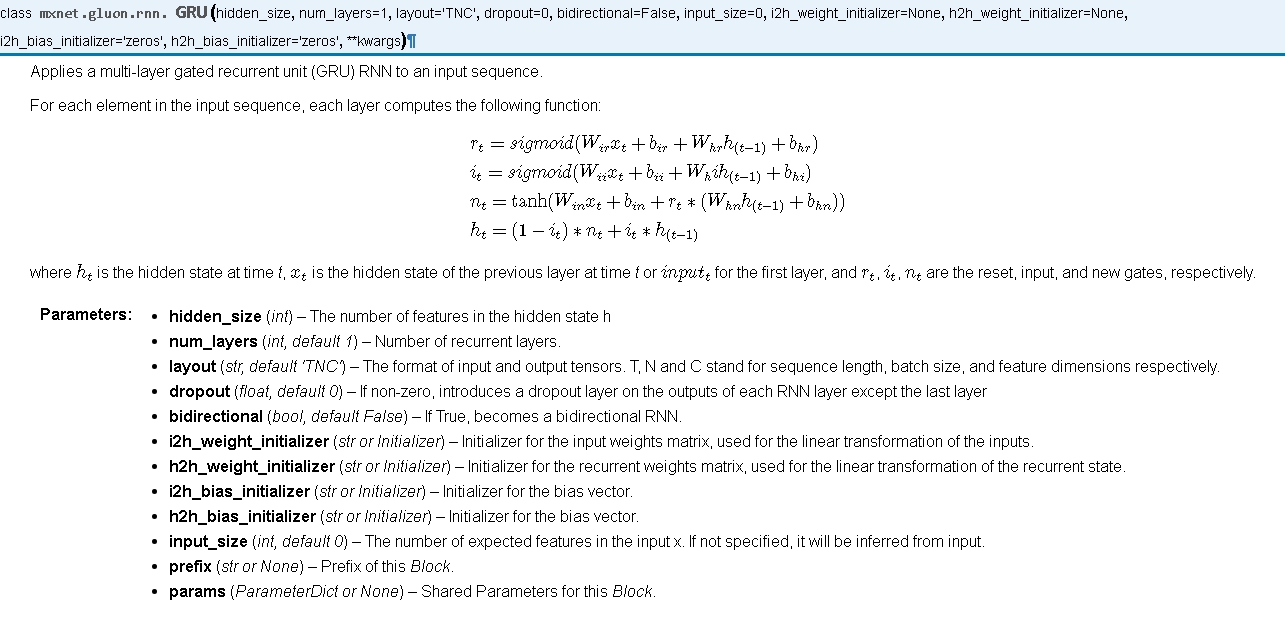 class mxnet.gluon.rnn. GRU(hidden_size, num_layers=1, layout='TNC', dropout=0, bidirectional=False, input_size=0, i2h_weight_initializer=None, h2h_weight_initializer=None,
i2h_bias_initializer='zeros', h2h_bias_initializer='zeros', **kwargs)¶
Applies a multi-layer gated recurrent unit (GRU) RNN to an input sequence.
For each element in the input sequence, each layer computes the following function:
r_t = sigmoid(W_{ir}x_t + b_{ir} + W_{hr}h_{(t−1)} + b_{hr})
i_t = sigmoid(W_{ii}x_t + b_{ii} + W_hih_{(t−1)} + b_{hi})
n_t = tanh(W_{in}x_t + b_{in} + r_t * (W_{hn}h_{(t−1)} + b_{hn}))
h_t = (1 − i_t) * n_t + i_t * h_{(t−1)}
where h_t is the hidden state at time t, x_t is the hidden state of the previous layer at time t or input_t for the first layer, and r_t, i_t, n_t are the reset, input, and new gates, respectively.
Parameters: • hidden_size (int) – The number of features in the hidden state h
• num_layers (int, default 1) – Number of recurrent layers.
• layout (str, default 'TNC') – The format of input and output tensors. T, N and C stand for sequence length, batch size, and feature dimensions respectively.
• dropout (float, default 0) – If non-zero, introduces a dropout layer on the outputs of each RNN layer except the last layer
• bidirectional (bool, default False) – If True, becomes a bidirectional RNN.
• i2h_weight_initializer (str or Initializer) – Initializer for the input weights matrix, used for the linear transformation of the inputs.
• h2h_weight_initializer (str or Initializer) – Initializer for the recurrent weights matrix, used for the linear transformation of the recurrent state.
• i2h_bias_initializer (str or Initializer) – Initializer for the bias vector.
• h2h_bias_initializer (str or Initializer) – Initializer for the bias vector.
• input_size (int, default 0) – The number of expected features in the input x. If not specified, it will be inferred from input.
• prefix (str or None) – Prefix of this Block.
• params (ParameterDict or None) – Shared Parameters for this Block.